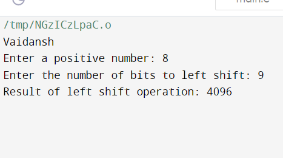 /tmp/NGzICzLpaC.o
Vaidansh
Enter a positive number: 8
Enter the number of bits to left shift: 9
Result of left shift operation: 4096